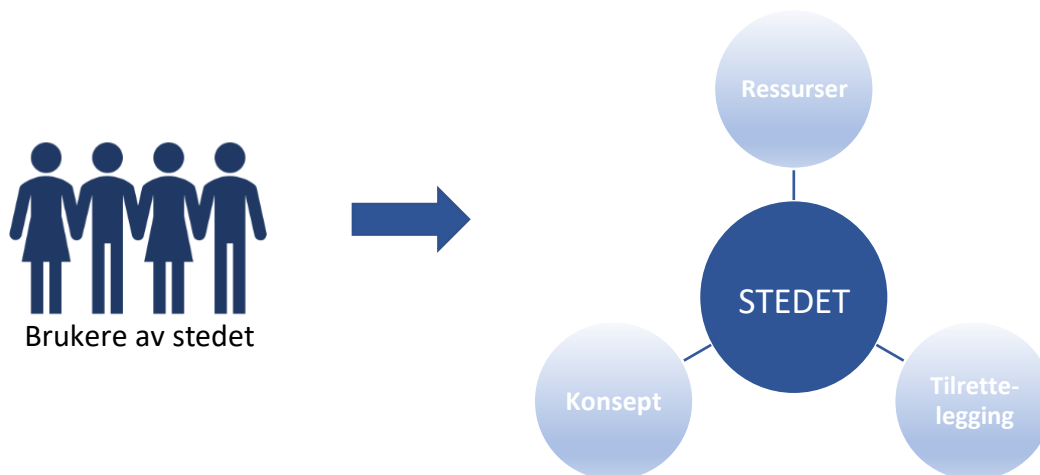 Ressurser
Brukere av stedet
STEDET
Konsept
Tilrette-
legging